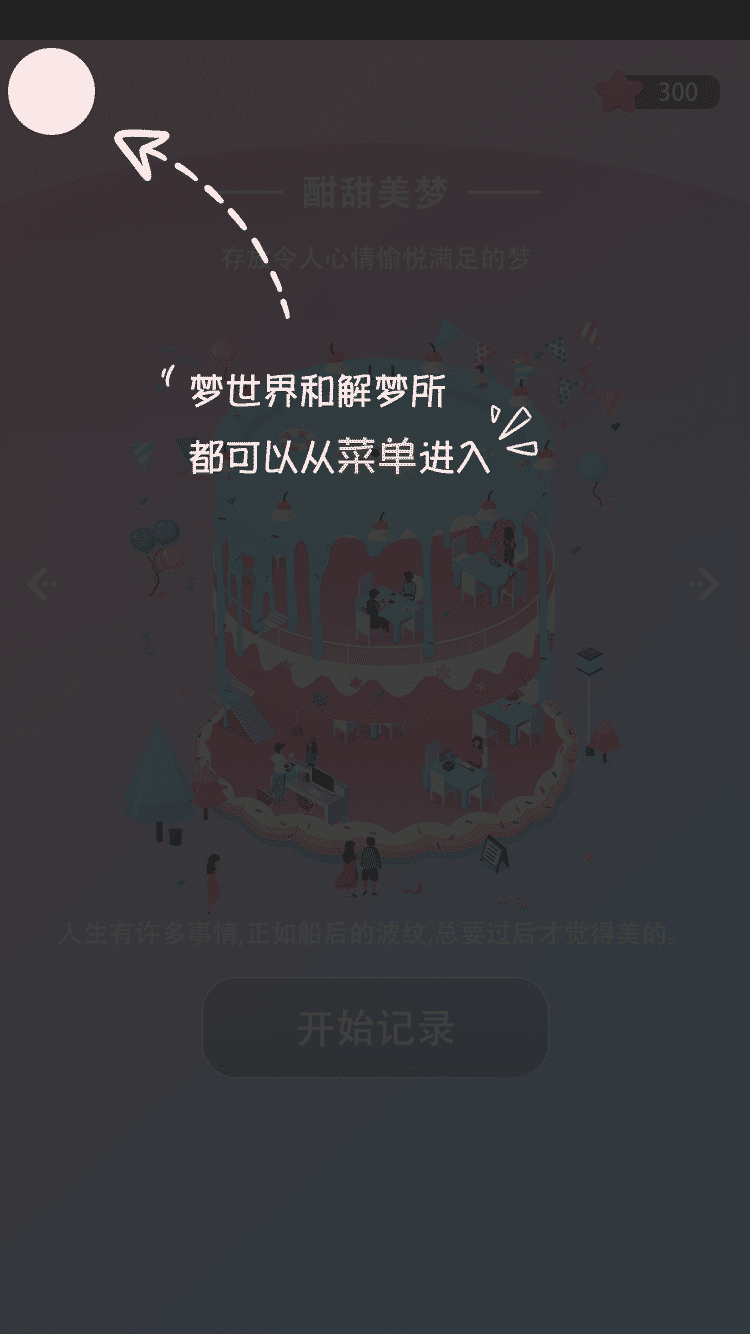 300
酣甜美梦
存放令人心情愉悦满足的梦
梦世界和解梦所
都可以从菜单进入
人生有许多事情,正如船后的波纹,总要过后才觉得美的。
开始记录